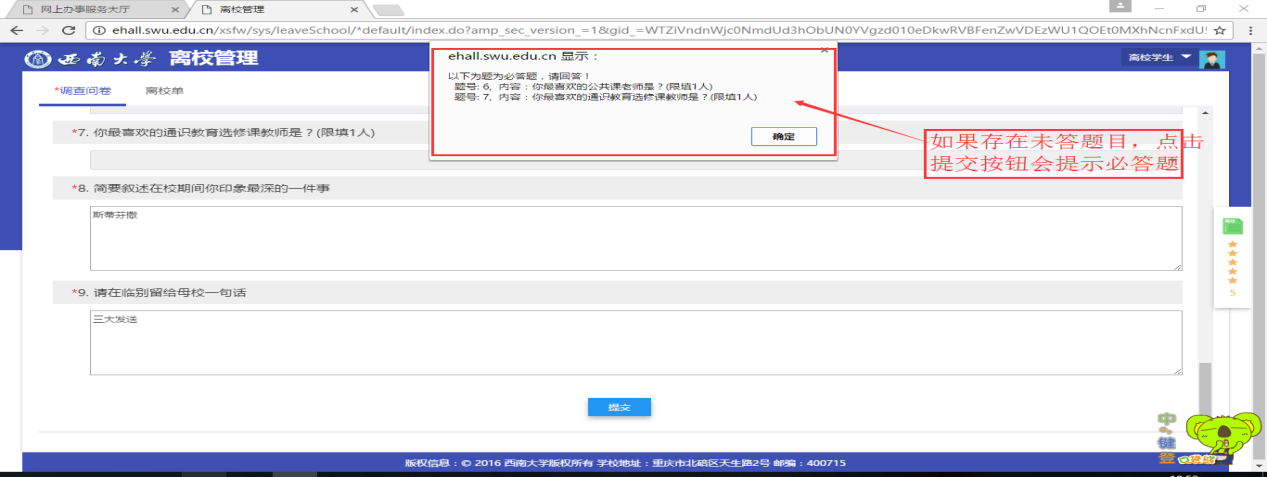 网上办事服务大厅
离校管理
ehall.swu.edu.cn/xsfw/sys/leaveSchool/*default/index.do?amp_sec_version_=1&gid_=WTZiVndnWjc0NmdUd3hObUN0YVgzd010eDkwRVBFenZwVDEzWU1QOEt0MXhNcnFxdU
西南大学 离校管理
离校学生
*调查问卷
离校单
ehall.swu.edu.cn 显示：
以下为题为必答题，请回答！
题号: 6, 内容：你最喜欢的公共课老师是？(限填1人)
题号: 7, 内容：你最喜欢的通识教育选修课教师是？(限填1人)
确定
如果存在未答题目，点击
提交按钮会提示必答题
*7. 你最喜欢的通识教育选修课教师是？(限填1人)
*8. 简要叙述在校期间你印象最深的一件事
斯蒂芬撒
*9. 请在临别留给母校一句话
三大发送
5
提交
中
键
登
版权信息：© 2016 西南大学版权所有 学校地址：重庆市北碚区天生路2号 邮编：400715